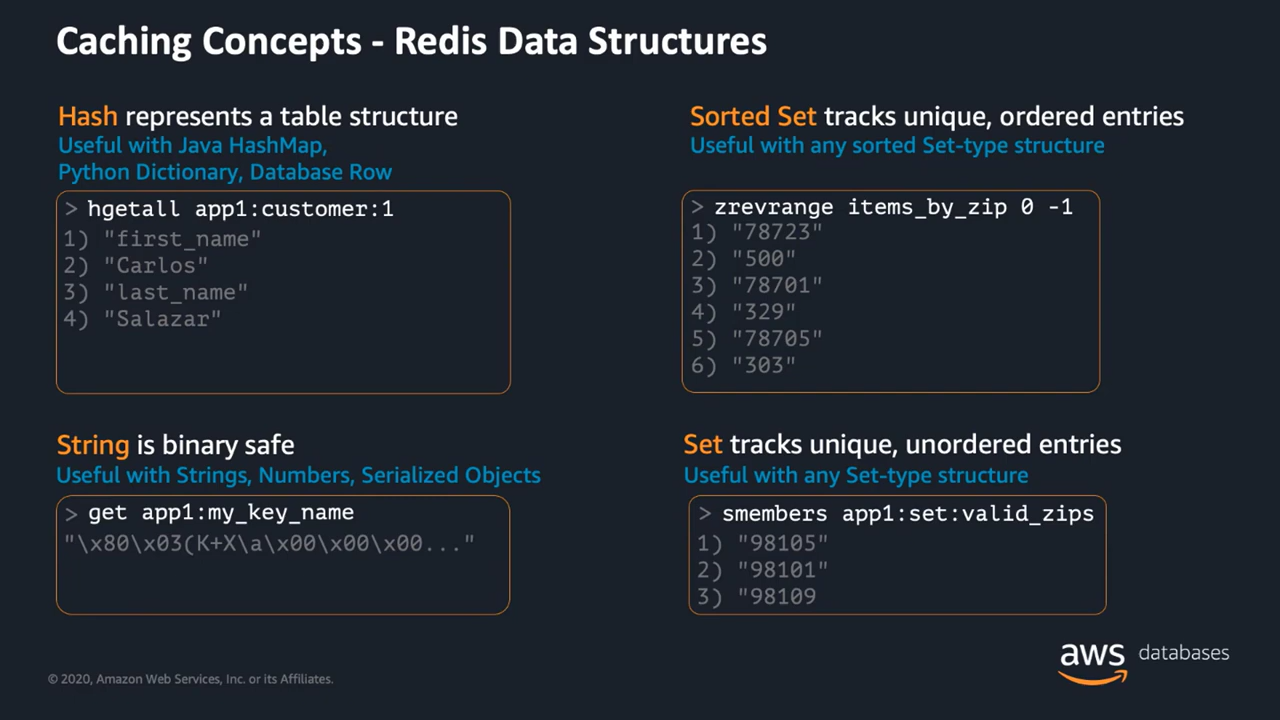 Caching Concepts - Redis Data Structures
Hash represents a table structure
Useful with Java HashMap,
Python Dictionary, Database Row
> hgetall app1:customer:1
1) "first_name"
2) "Carlos"
3) "last_name"
4) "Salazar"
Sorted Set tracks unique, ordered entries
Useful with any sorted Set-type structure
> zrevrange items_by_zip 0 -1
1) "78723"
2) "500"
3) "78701"
4) "329"
5) "78705"
6) "303"
String is binary safe
Useful with Strings, Numbers, Serialized Objects
> get app1:my_key_name
"\x80\x03(K+X\a\x00\x00\x00..."
Set tracks unique, unordered entries
Useful with any Set-type structure
> smembers app1:set:valid_zips
1) "98105"
2) "98101"
3) "98109
aws databases
© 2020, Amazon Web Services, Inc. or its Affiliates.